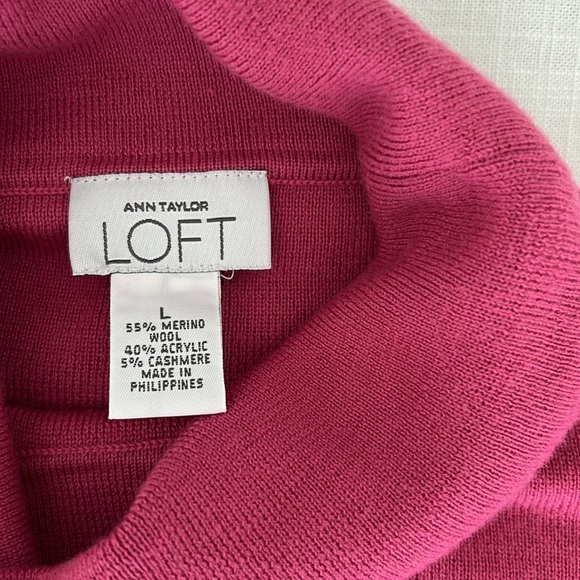 ANN TAYLOR
LOFT
L
55% MERINO
WOOL
40% ACRYLIC
5% CASHMERE
MADE IN
PHILIPPINES